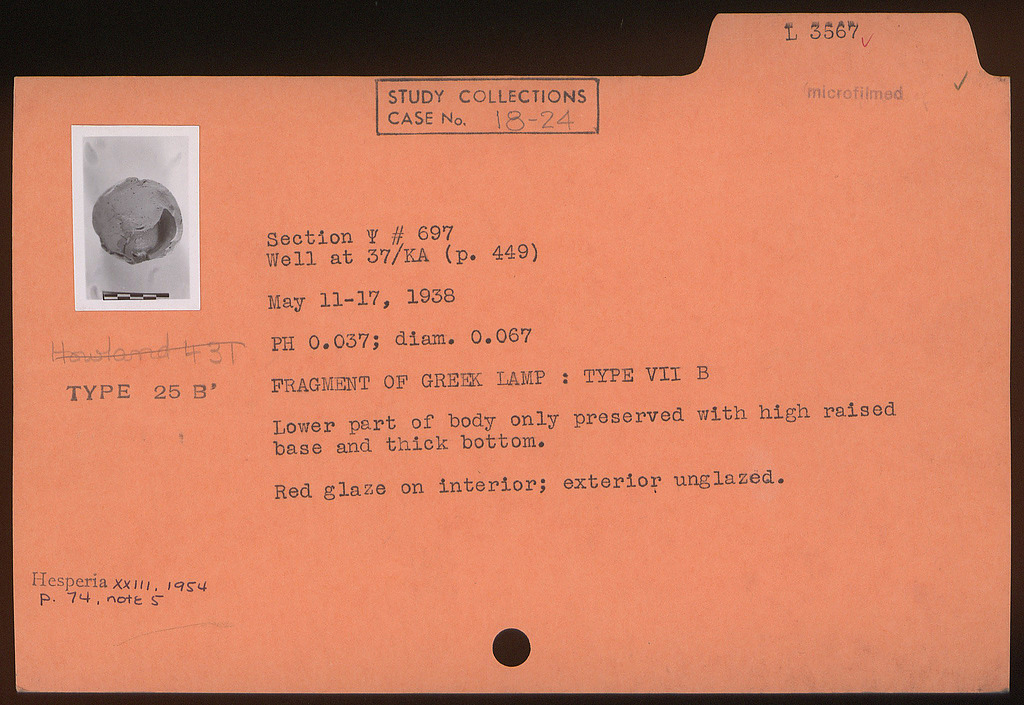 L 3567 ✓
microfilmed ✓
STUDY COLLECTIONS
CASE No. 18-24
Section Ψ # 697
Well at 37/KA (p. 449)
May 11-17, 1938
PH 0.037; diam. 0.067
Howland 431
TYPE 25 B'
FRAGMENT OF GREEK LAMP : TYPE VII B
Lower part of body only preserved with high raised
base and thick bottom.
Red glaze on interior; exterior unglazed.
Hesperia XXIII, 1954
p. 74, note 5